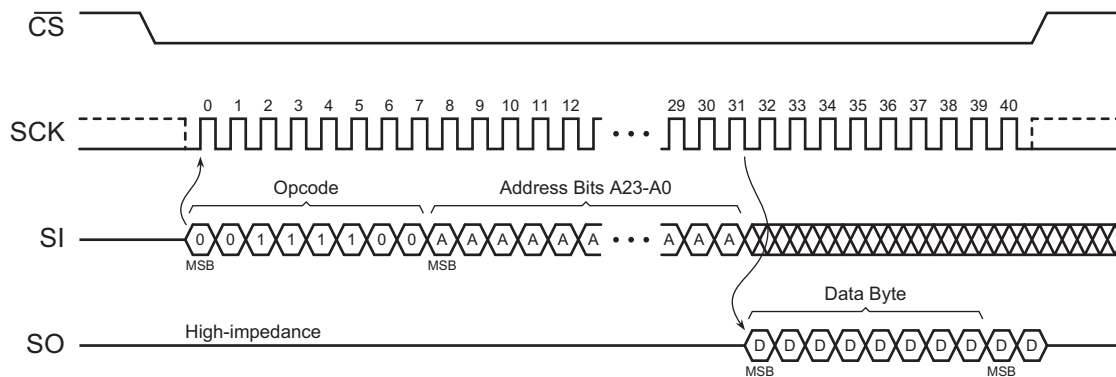 CS
0 1 2 3 4 5 6 7 8 9 10 11 12 29 30 31 32 33 34 35 36 37 38 39 40
SCK
Opcode Address Bits A23-A0
SI 0 0 1 1 1 1 0 0 A A A A A A A A A
MSB MSB
Data Byte
High-impedance
SO D D D D D D D D D D
MSB MSB